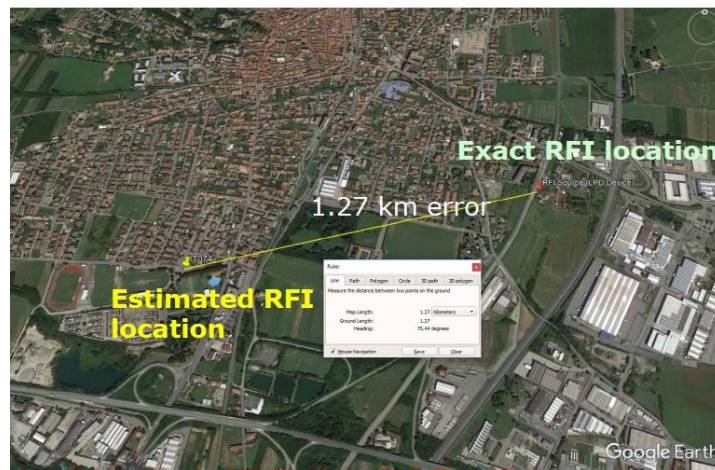 Exact RFI location
RFI Source (LPD Device)
1.27 km error
Estimated RFI
location
Ruler
Line Path Polygon Circle 3D path 3D polygon
Measure the distance between two points on the ground
Map Length: 1.27 Kilometers
Ground Length: 1.27
Heading: 75.44 degrees
Mouse Navigation Save Clear
Google Earth